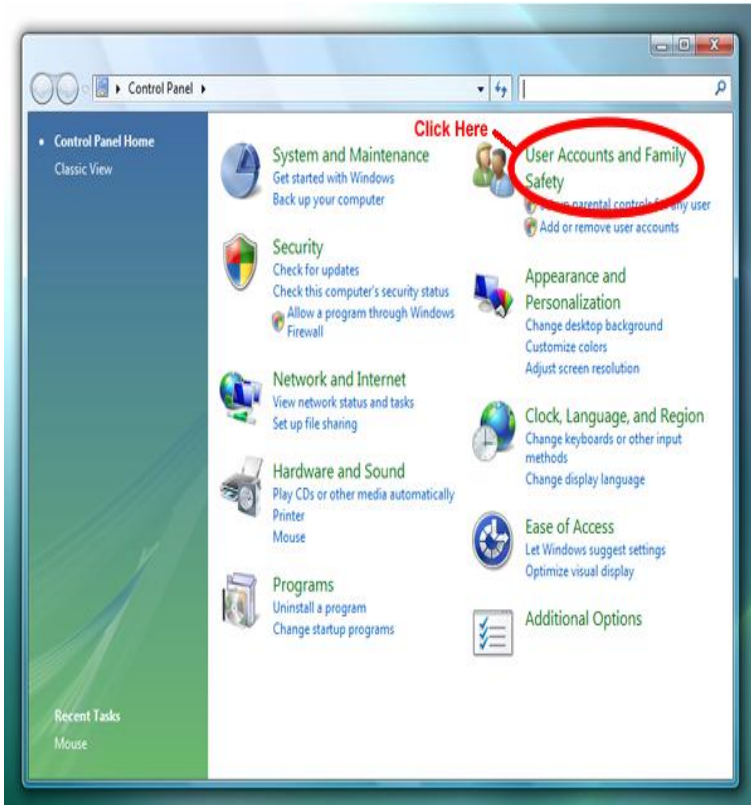 Control Panel
Control Panel Home
Classic View
Click Here
System and Maintenance
Get started with Windows
Back up your computer
Security
Check for updates
Check this computer's security status
Allow a program through Windows
Firewall
Network and Internet
View network status and tasks
Set up file sharing
Hardware and Sound
Play CDs or other media automatically
Printer
Mouse
Programs
Uninstall a program
Change startup programs
User Accounts and Family
Safety
parental controls for any user
Add or remove user accounts
Appearance and
Personalization
Change desktop background
Customize colors
Adjust screen resolution
Clock, Language, and Region
Change keyboards or other input
methods
Change display language
Ease of Access
Let Windows suggest settings
Optimize visual display
Additional Options
Recent Tasks
Mouse